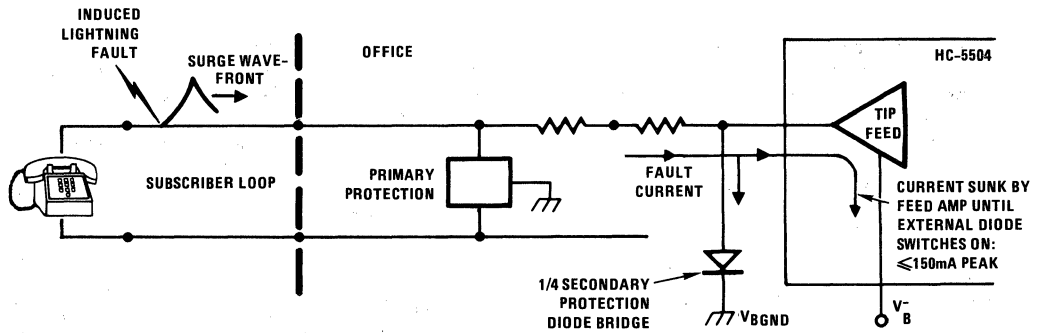 INDUCED
LIGHTNING
FAULT
SURGE WAVE-
FRONT
OFFICE
HC-5504
TIP
FEED
SUBSCRIBER LOOP
PRIMARY
PROTECTION
FAULT
CURRENT
CURRENT SUNK BY
FEED AMP UNTIL
EXTERNAL DIODE
SWITCHES ON:
≤150mA PEAK
1/4 SECONDARY
PROTECTION
DIODE BRIDGE
VBGND
VB-